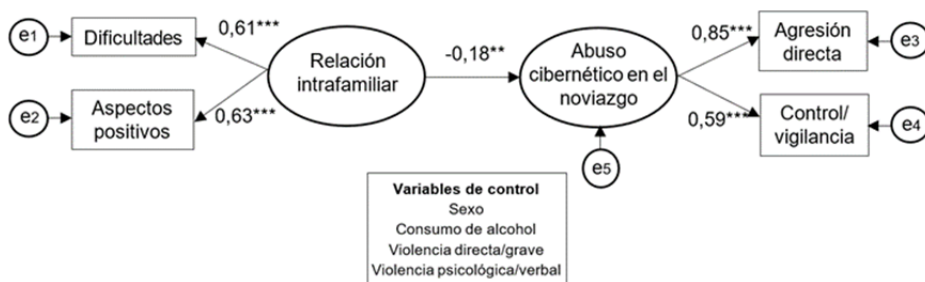 e1
Dificultades
0,61***
Relación
intrafamiliar
-0,18**
Abuso
cibernético en el
noviazgo
0,85***
Agresión
directa
e3
e2
Aspectos
positivos
0,63***
0,59***
Control/
vigilancia
e4
e5
Variables de control
Sexo
Consumo de alcohol
Violencia directa/grave
Violencia psicológica/verbal